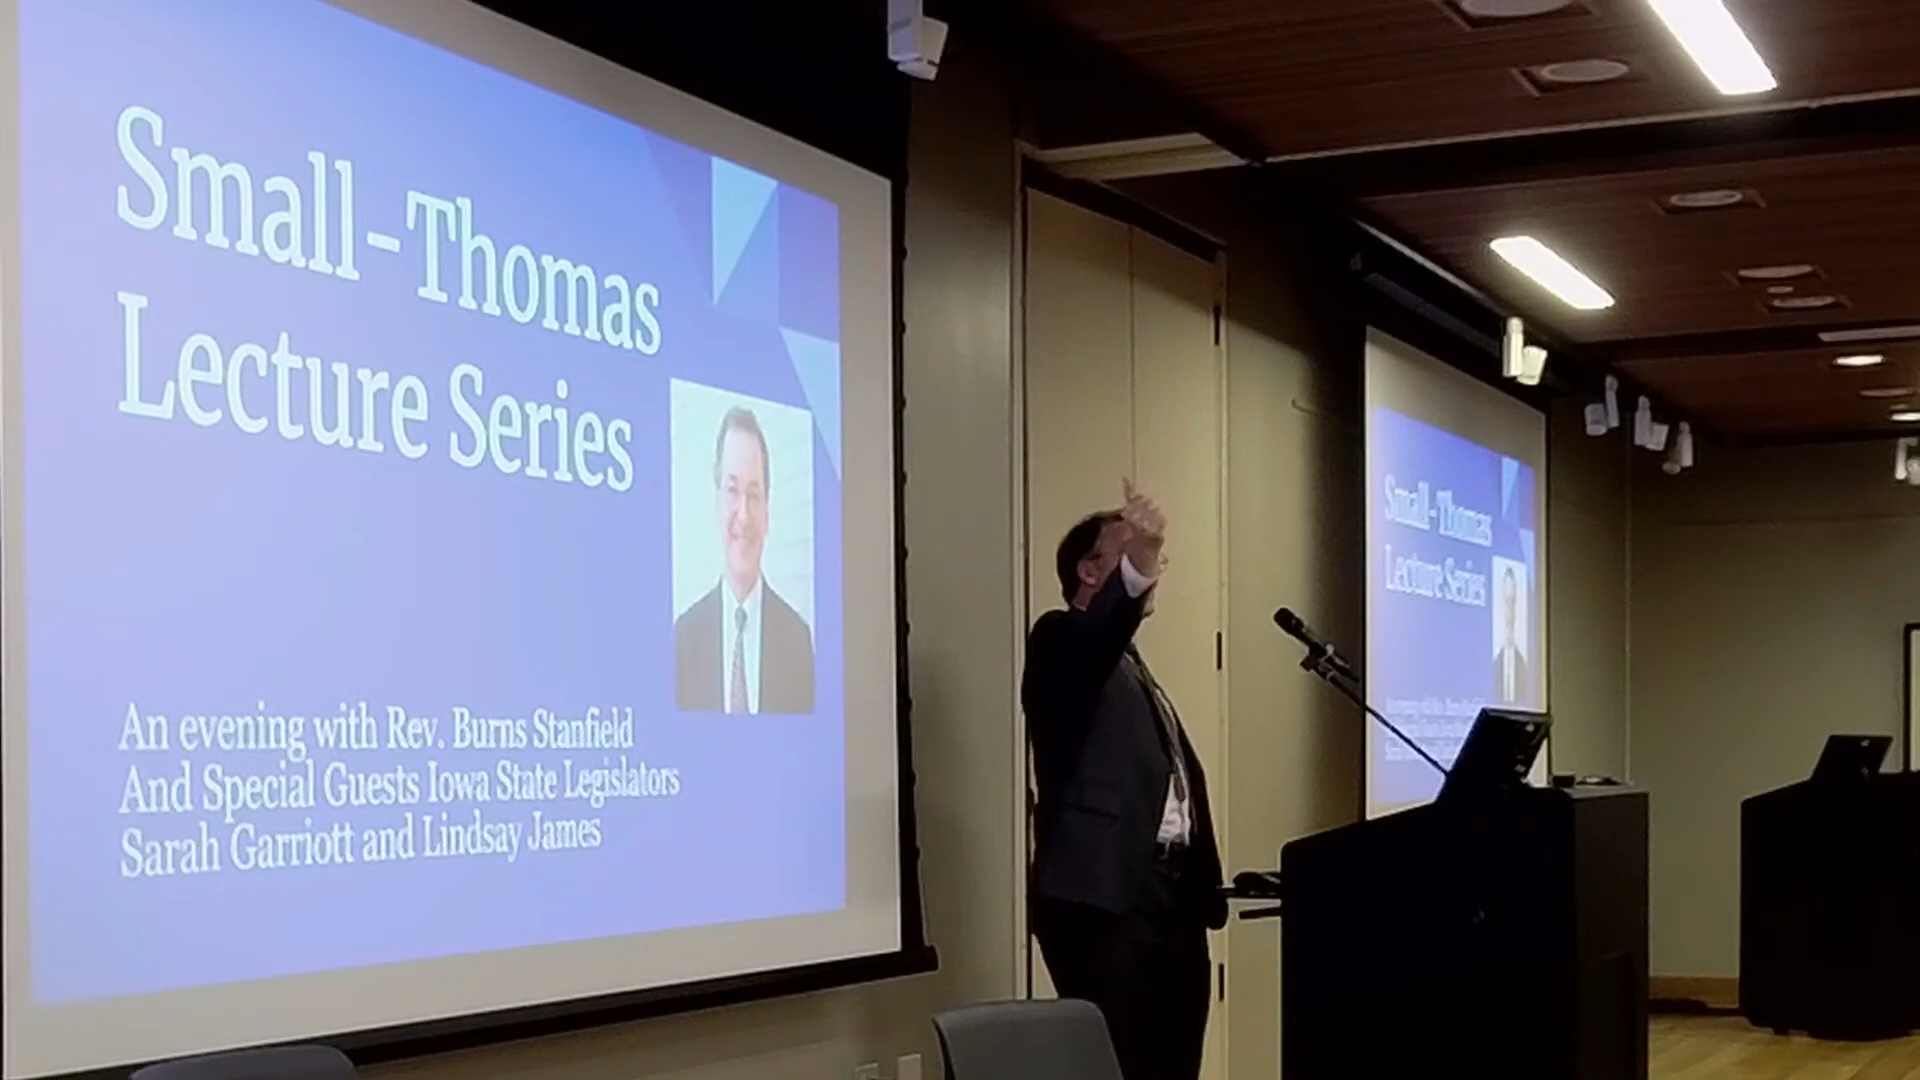 Small-Thomas
Lecture Series
An evening with Rev. Burns Stanfield
And Special Guests Iowa State Legislators
Sarah Garriott and Lindsay James
Small-Thomas
Lecture Series